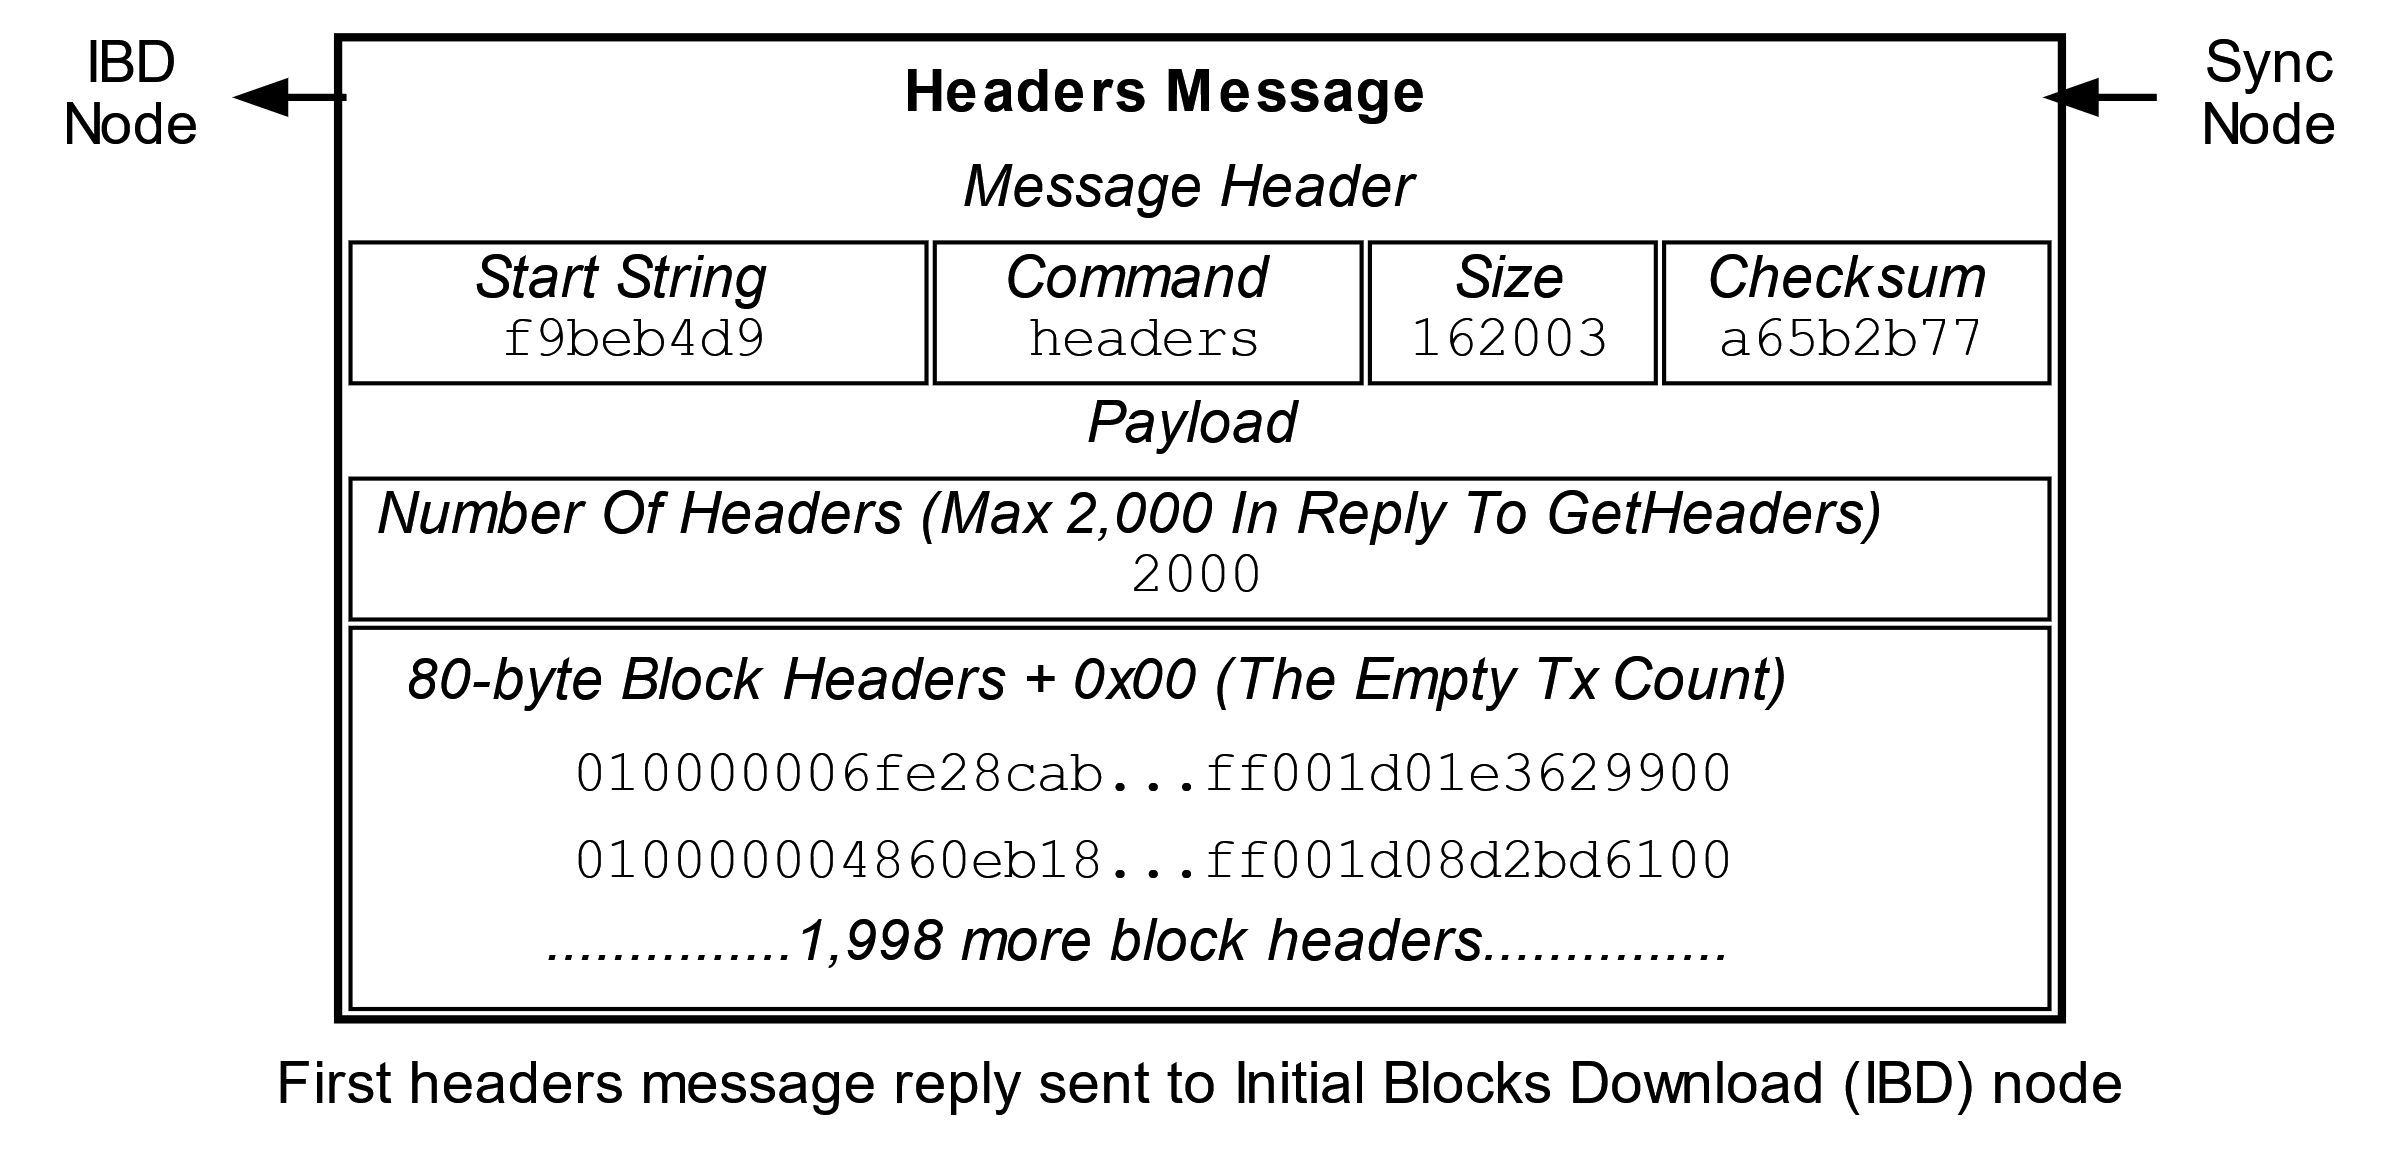 IBD
Node
Sync
Node
Headers Message
Message Header
Start String
f9beb4d9
Command
headers
Size
162003
Checksum
a65b2b77
Payload
Number Of Headers (Max 2,000 In Reply To GetHeaders)
2000
80-byte Block Headers + 0x00 (The Empty Tx Count)
010000006fe28cab...ff001d01e3629900
010000004860eb18...ff001d08d2bd6100
...............1,998 more block headers...............
First headers message reply sent to Initial Blocks Download (IBD) node